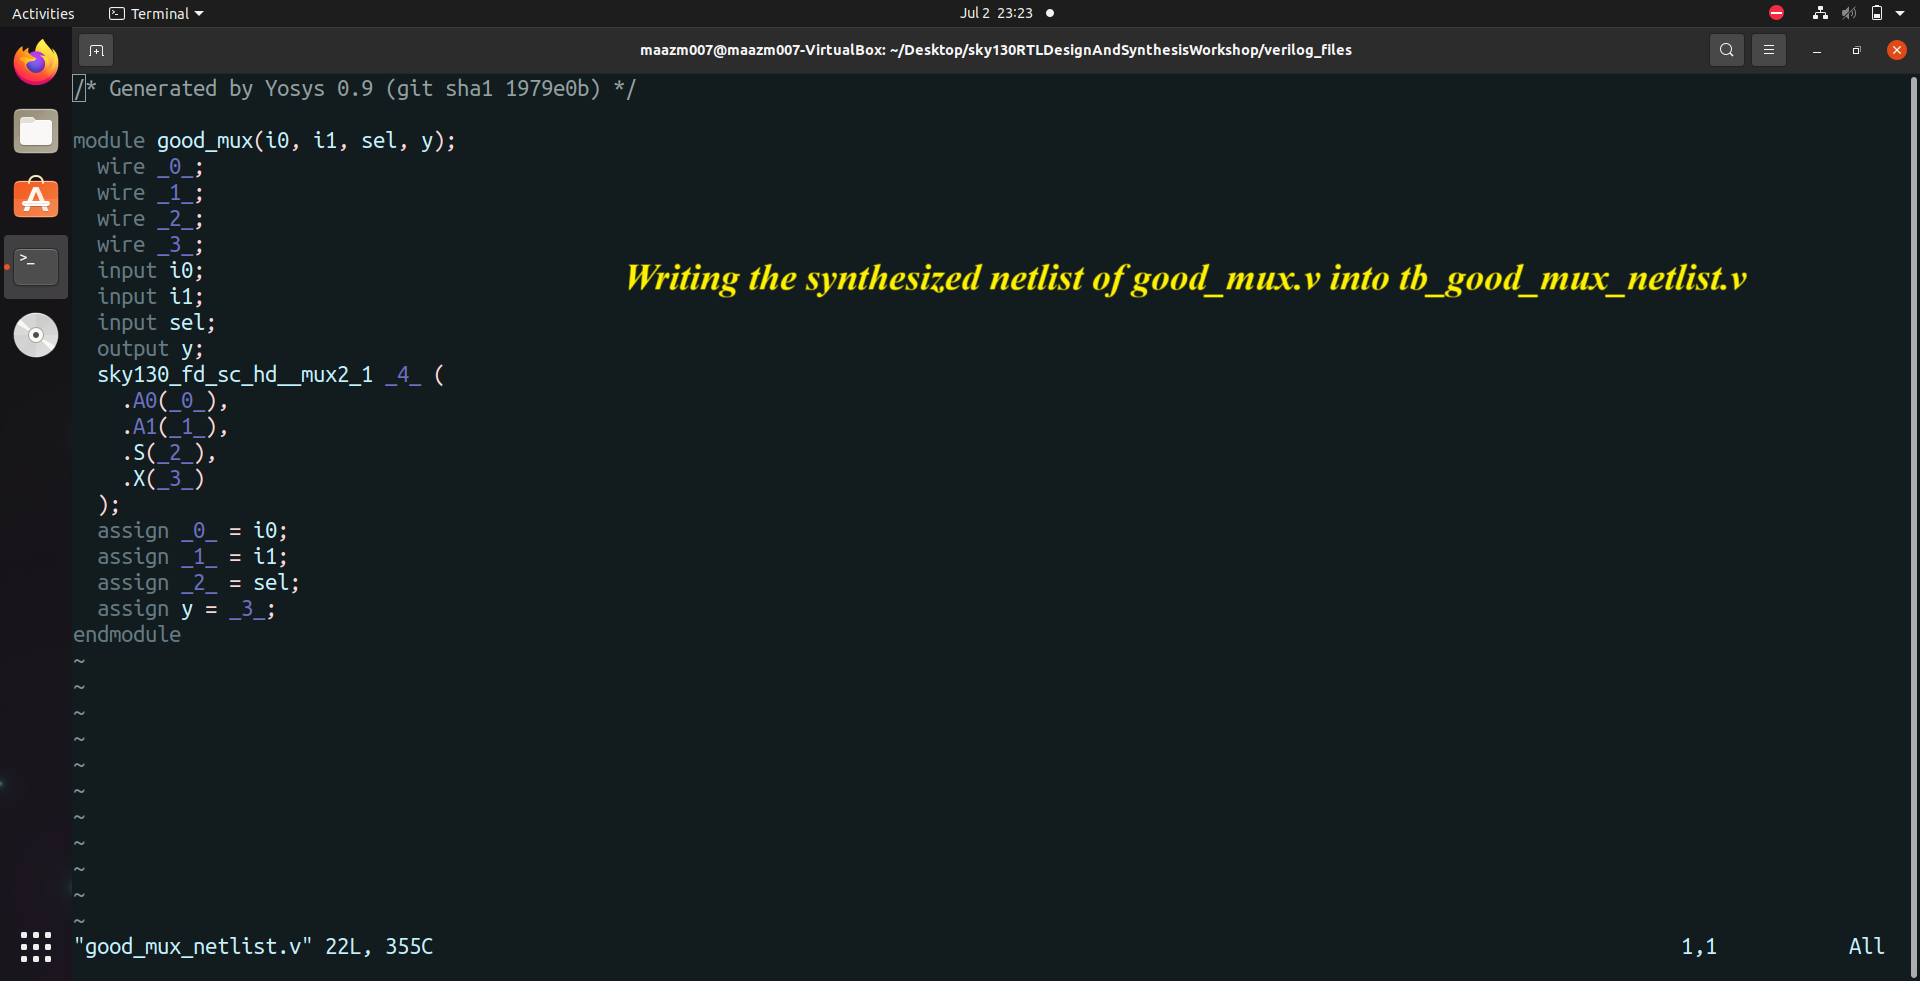 Activities
Terminal
Jul 2 23:23
maazm007@maazm007-VirtualBox: ~/Desktop/sky130RTLDesignAndSynthesisWorkshop/verilog_files
/* Generated by Yosys 0.9 (git sha1 1979e0b) */
module good_mux(i0, i1, sel, y);
  wire _0_;
  wire _1_;
  wire _2_;
  wire _3_;
  input i0;
Writing the synthesized netlist of good_mux.v into tb_good_mux_netlist.v
  input i1;
  input sel;
  output y;
  sky130_fd_sc_hd__mux2_1 _4_ (
    .A0(_0_),
    .A1(_1_),
    .S(_2_),
    .X(_3_)
  );
  assign _0_ = i0;
  assign _1_ = i1;
  assign _2_ = sel;
  assign y = _3_;
endmodule
~
~
~
~
~
~
~
~
~
~
~
"good_mux_netlist.v" 22L, 355C
1,1
All